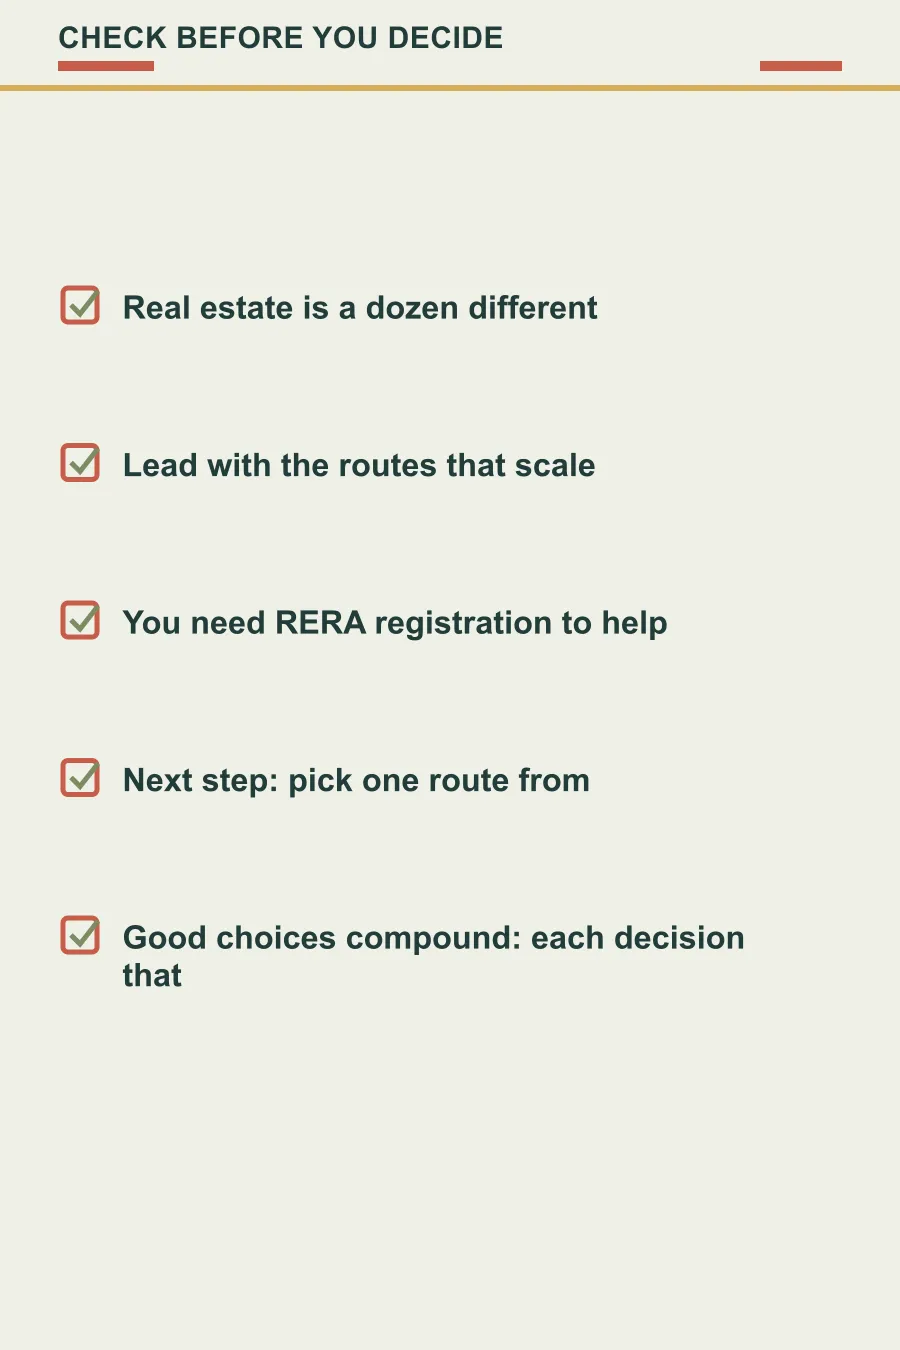 CHECK BEFORE YOU DECIDE
Real estate is a dozen different
Lead with the routes that scale
You need RERA registration to help
Next step: pick one route from
Good choices compound: each decision
that